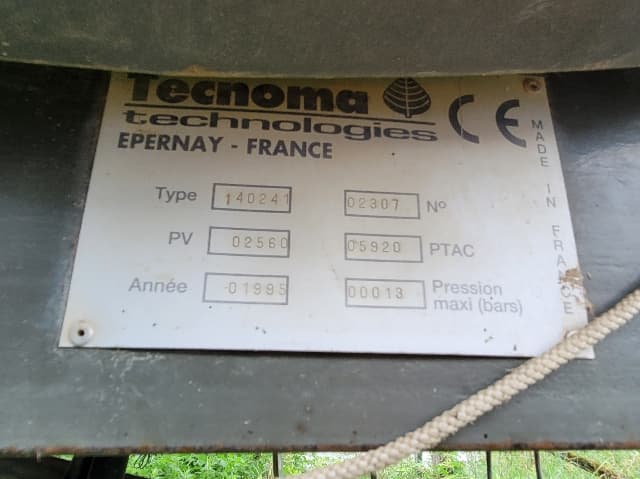 Tecnoma
technologies
EPERNAY - FRANCE
CE
MADE IN FRANCE
Type 140241 02307 N°
PV 02560 05920 PTAC
Année 01995 00013 Pression
maxi (bars)